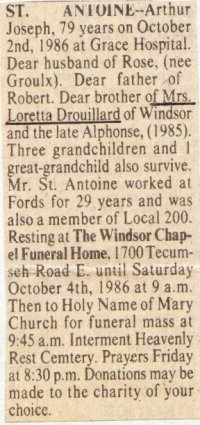 ST. ANTOINE--Arthur
Joseph, 79 years on October
2nd, 1986 at Grace Hospital.
Dear husband of Rose, (nee
Groulx). Dear father of
Robert. Dear brother of Mrs.
Loretta Drouillard of Windsor
and the late Alphonse, (1985).
Three grandchildren and 1
great-grandchild also survive.
Mr. St. Antoine worked at
Fords for 29 years and was
also a member of Local 200.
Resting at The Windsor Chap-
el Funeral Home, 1700 Tecum-
seh Road E. until Saturday
October 4th, 1986 at 9 a.m.
Then to Holy Name of Mary
Church for funeral mass at
9:45 a.m. Interment Heavenly
Rest Cemtery. Prayers Friday
at 8:30 p.m. Donations may be
made to the charity of your
choice.